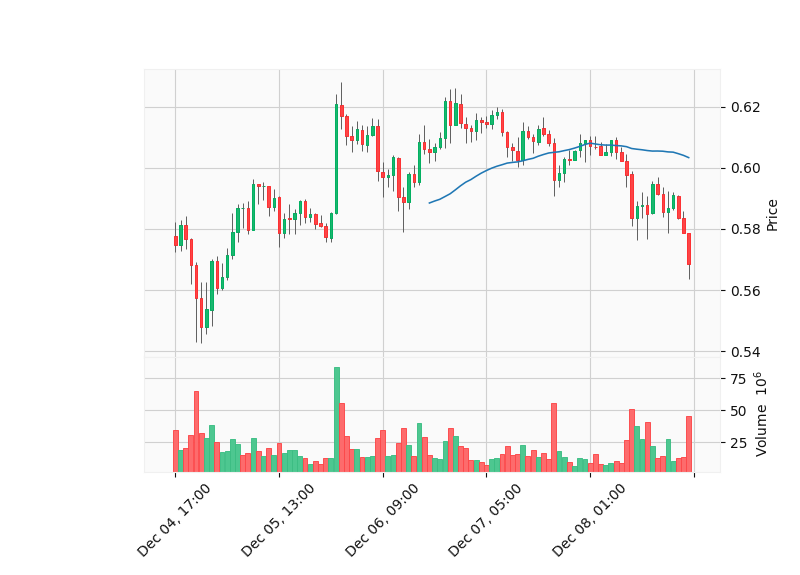 0.62
0.60
0.58
0.56
0.54
Price
75
50
25
Volume 10^6
Dec 04, 17:00
Dec 05, 13:00
Dec 06, 09:00
Dec 07, 05:00
Dec 08, 01:00